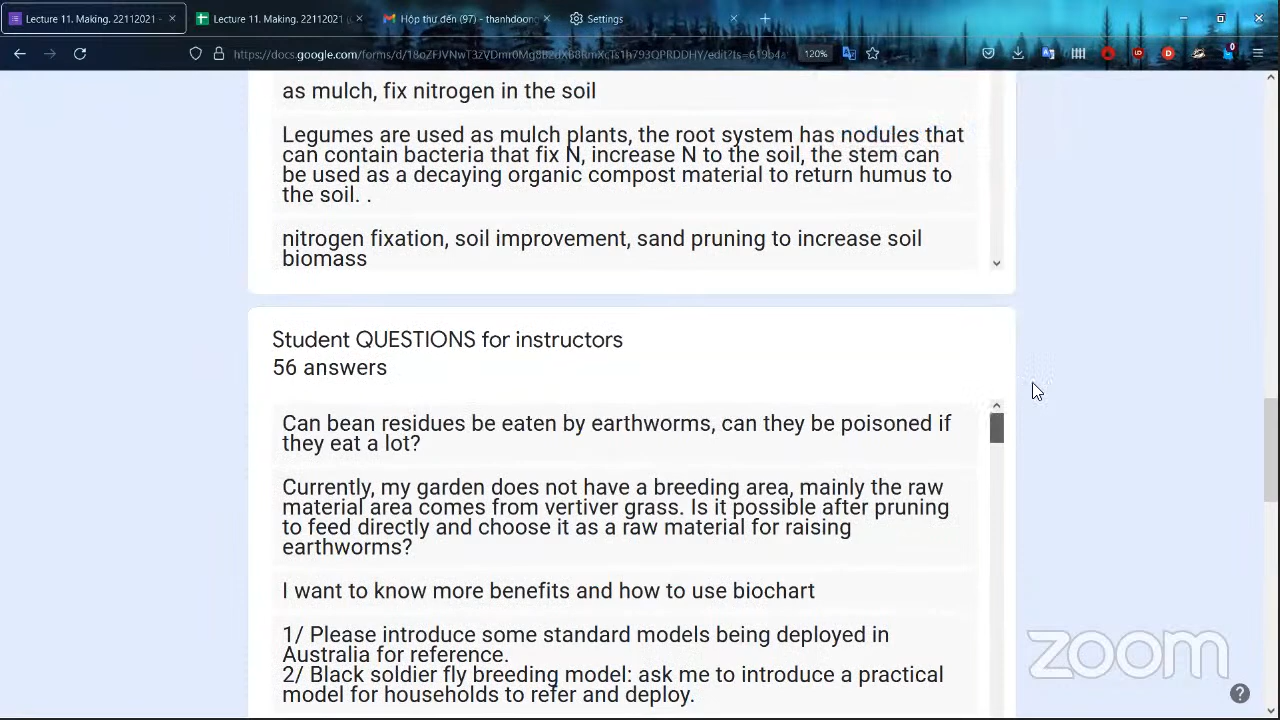 Lecture 11. Making. 22112021 -
Lecture 11. Making. 22112021 (
Hộp thư đến (97) - thanhdoong
Settings
120%
as mulch, fix nitrogen in the soil
Legumes are used as mulch plants, the root system has nodules that
can contain bacteria that fix N, increase N to the soil, the stem can
be used as a decaying organic compost material to return humus to
the soil. .
nitrogen fixation, soil improvement, sand pruning to increase soil
biomass
Student QUESTIONS for instructors
56 answers
Can bean residues be eaten by earthworms, can they be poisoned if
they eat a lot?
Currently, my garden does not have a breeding area, mainly the raw
material area comes from vertiver grass. Is it possible after pruning
to feed directly and choose it as a raw material for raising
earthworms?
I want to know more benefits and how to use biochart
1/ Please introduce some standard models being deployed in
Australia for reference.
2/ Black soldier fly breeding model: ask me to introduce a practical
model for households to refer and deploy.
zoom